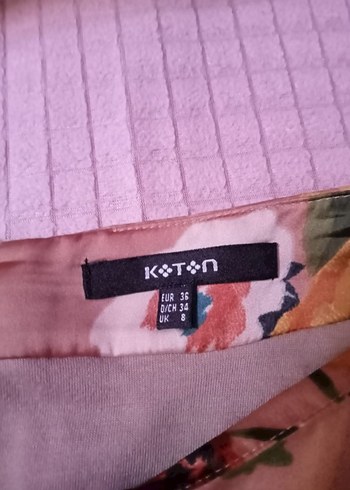 KOTON
EUR 36
D/CH 34
UK 8